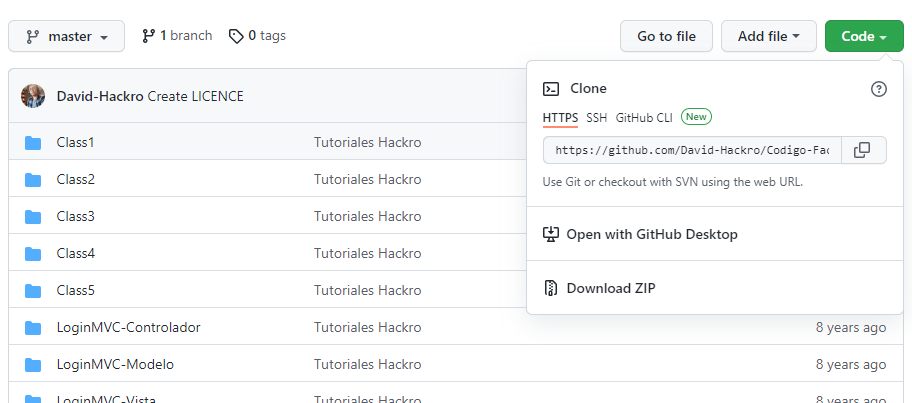 master
1 branch
0 tags
Go to file
Add file
Code
David-Hackro Create LICENCE
Clone
HTTPS SSH GitHub CLI New
https://github.com/David-Hackro/Codigo-Fac
Use Git or checkout with SVN using the web URL.
Open with GitHub Desktop
Download ZIP
Class1 Tutoriales Hackro
Class2 Tutoriales Hackro
Class3 Tutoriales Hackro
Class4 Tutoriales Hackro
Class5 Tutoriales Hackro
LoginMVC-Controlador Tutoriales Hackro 8 years ago
LoginMVC-Modelo Tutoriales Hackro 8 years ago
LoginMVC-Vista Tutoriales Hackro 8 years ago